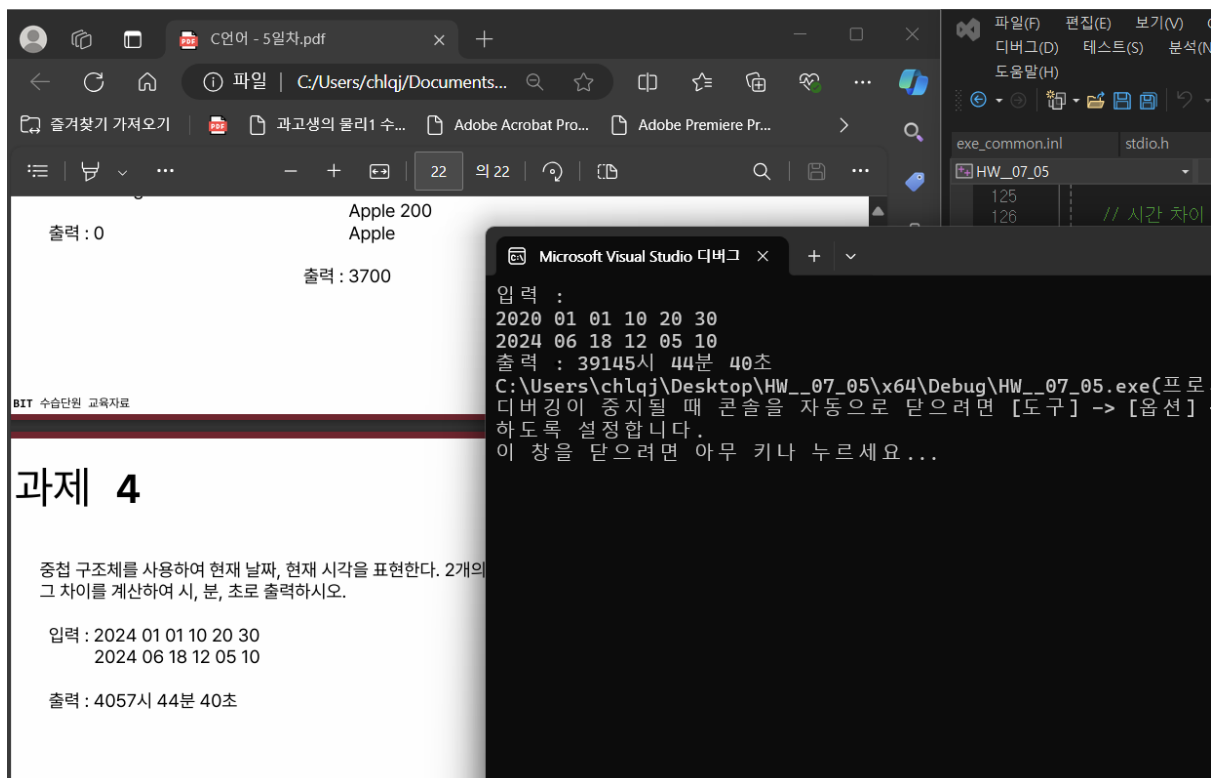 C언어 - 5일차.pdf
파일 C:/Users/chlqj/Documents...
즐겨찾기 가져오기 과고생의 물리1 수... Adobe Acrobat Pro... Adobe Premiere Pr...
22 의 22
Apple 200
출력 : 0 Apple
출력 : 3700
BIT 수습단원 교육자료
과제 4
중첩 구조체를 사용하여 현재 날짜, 현재 시각을 표현한다. 2개의
그 차이를 계산하여 시, 분, 초로 출력하시오.
입력 : 2024 01 01 10 20 30
2024 06 18 12 05 10
출력 : 4057시 44분 40초
파일(F) 편집(E) 보기(V)
디버그(D) 테스트(S) 분석(N
도움말(H)
exe_common.inl stdio.h
HW__07_05
125
126 // 시간 차이
Microsoft Visual Studio 디버그
입력 :
2020 01 01 10 20 30
2024 06 18 12 05 10
출력 : 39145시 44분 40초
C:\Users\chlqj\Desktop\HW__07_05\x64\Debug\HW__07_05.exe(프로
디버깅이 중지될 때 콘솔을 자동으로 닫으려면 [도구] -> [옵션]
하도록 설정합니다.
이 창을 닫으려면 아무 키나 누르세요...